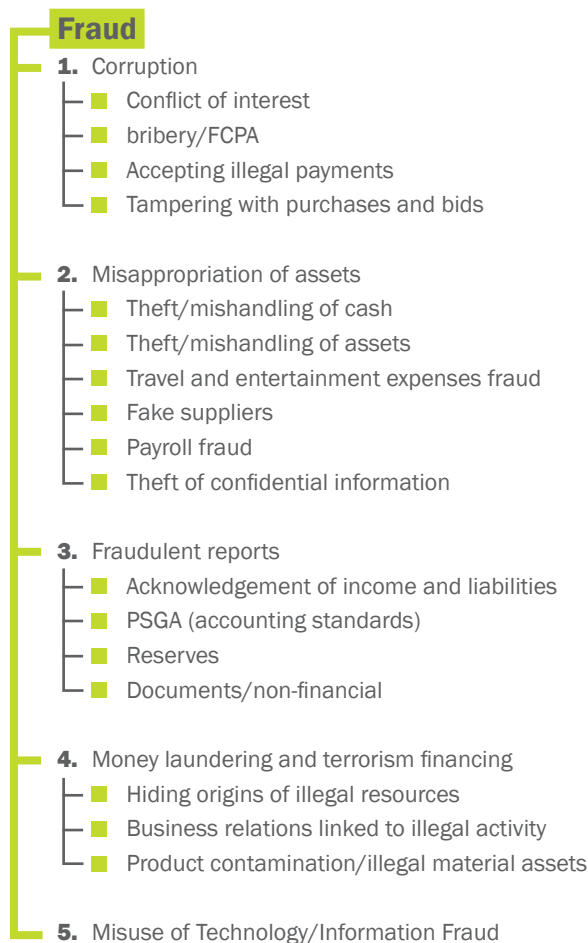 Fraud
1. Corruption
Conflict of interest
bribery/FCPA
Accepting illegal payments
Tampering with purchases and bids
2. Misappropriation of assets
Theft/mishandling of cash
Theft/mishandling of assets
Travel and entertainment expenses fraud
Fake suppliers
Payroll fraud
Theft of confidential information
3. Fraudulent reports
Acknowledgement of income and liabilities
PSGA (accounting standards)
Reserves
Documents/non-financial
4. Money laundering and terrorism financing
Hiding origins of illegal resources
Business relations linked to illegal activity
Product contamination/illegal material assets
5. Misuse of Technology/Information Fraud